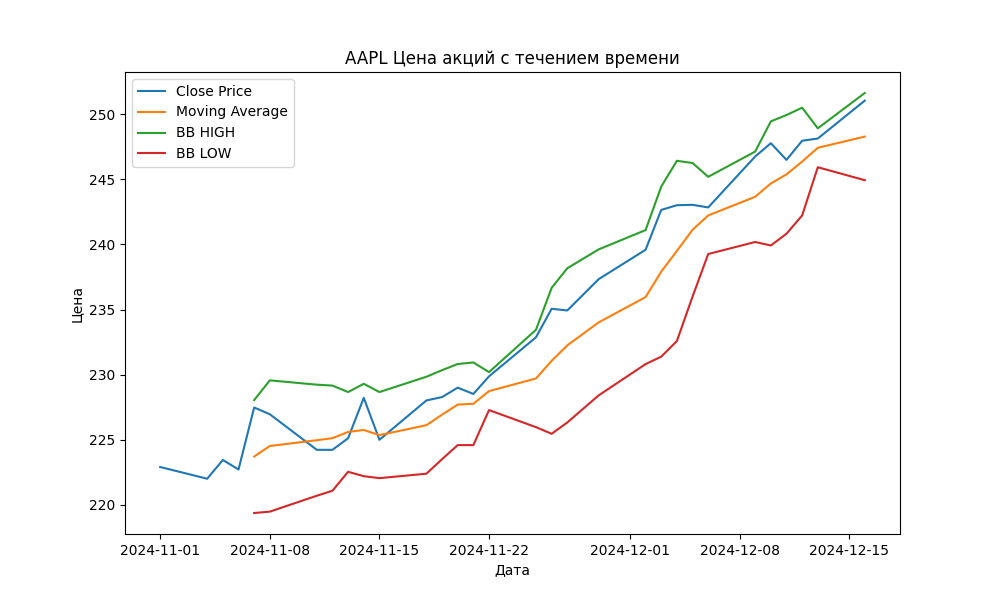 AAPL Цена акций с течением времени
Close Price
Moving Average
BB HIGH
BB LOW
Цена
250
245
240
235
230
225
220
2024-11-01 2024-11-08 2024-11-15 2024-11-22 2024-12-01 2024-12-08 2024-12-15
Дата